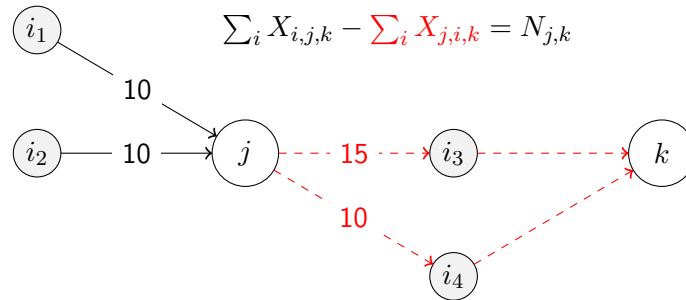 i₁
∑ᵢ Xᵢ,ⱼ,ₖ − ∑ᵢ Xⱼ,ᵢ,ₖ = Nⱼ,ₖ
10
i₂
10
j
15
i₃
k
10
i₄